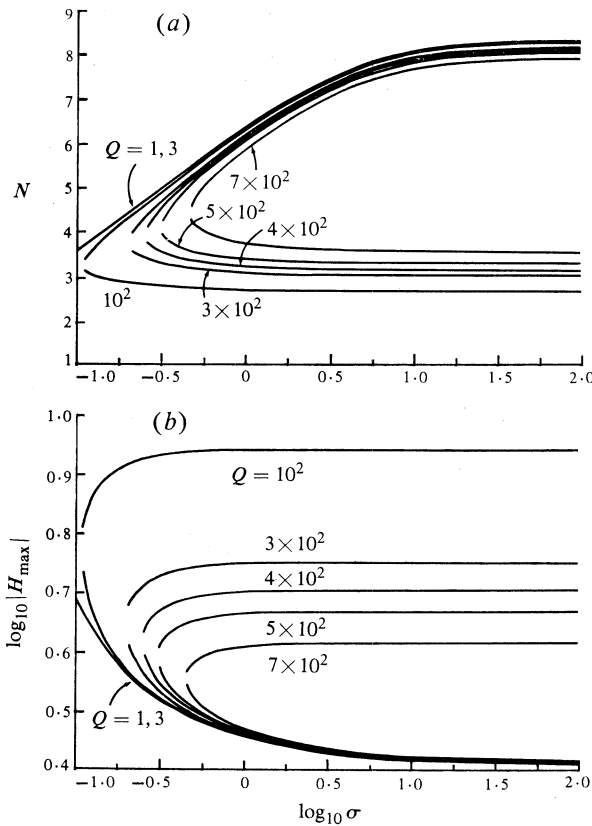 (a)
9
8
7
6
5
4
3
2
1
N
Q = 1, 3
7 × 10²
5 × 10²
4 × 10²
3 × 10²
10²
−1.0 −0.5 0 0.5 1.0 1.5 2.0
(b)
1.0
0·9
0·8
0·7
0·6
0·5
0·4
log₁₀|Hₘₐₓ|
Q = 10²
3 × 10²
4 × 10²
5 × 10²
7 × 10²
Q = 1, 3
−1.0 −0.5 0 0.5 1.0 1.5 2.0
log₁₀ σ